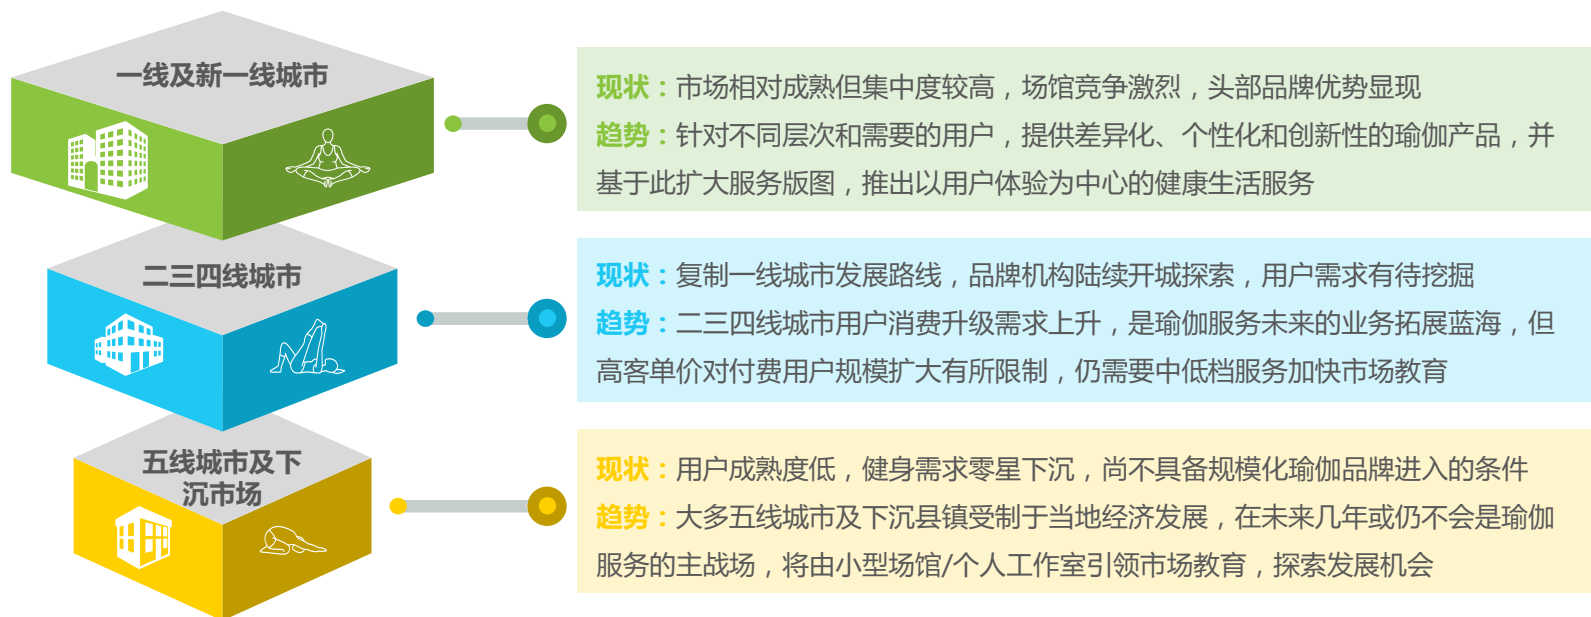 一线及新一线城市
现状：市场相对成熟但集中度较高，场馆竞争激烈，头部品牌优势显现
趋势：针对不同层次和需要的用户，提供差异化、个性化和创新性的瑜伽产品，并
基于此扩大服务版图，推出以用户体验为中心的健康生活服务
二三四线城市
现状：复制一线城市发展路线，品牌机构陆续开城探索，用户需求有待挖掘
趋势：二三四线城市用户消费升级需求上升，是瑜伽服务未来的业务拓展蓝海，但
高客单价对付费用户规模扩大有所限制，仍需要中低档服务加快市场教育
五线城市及下
沉市场
现状：用户成熟度低，健身需求零星下沉，尚不具备规模化瑜伽品牌进入的条件
趋势：大多五线城市及下沉县镇受制于当地经济发展，在未来几年或仍不会是瑜伽
服务的主战场，将由小型场馆/个人工作室引领市场教育，探索发展机会